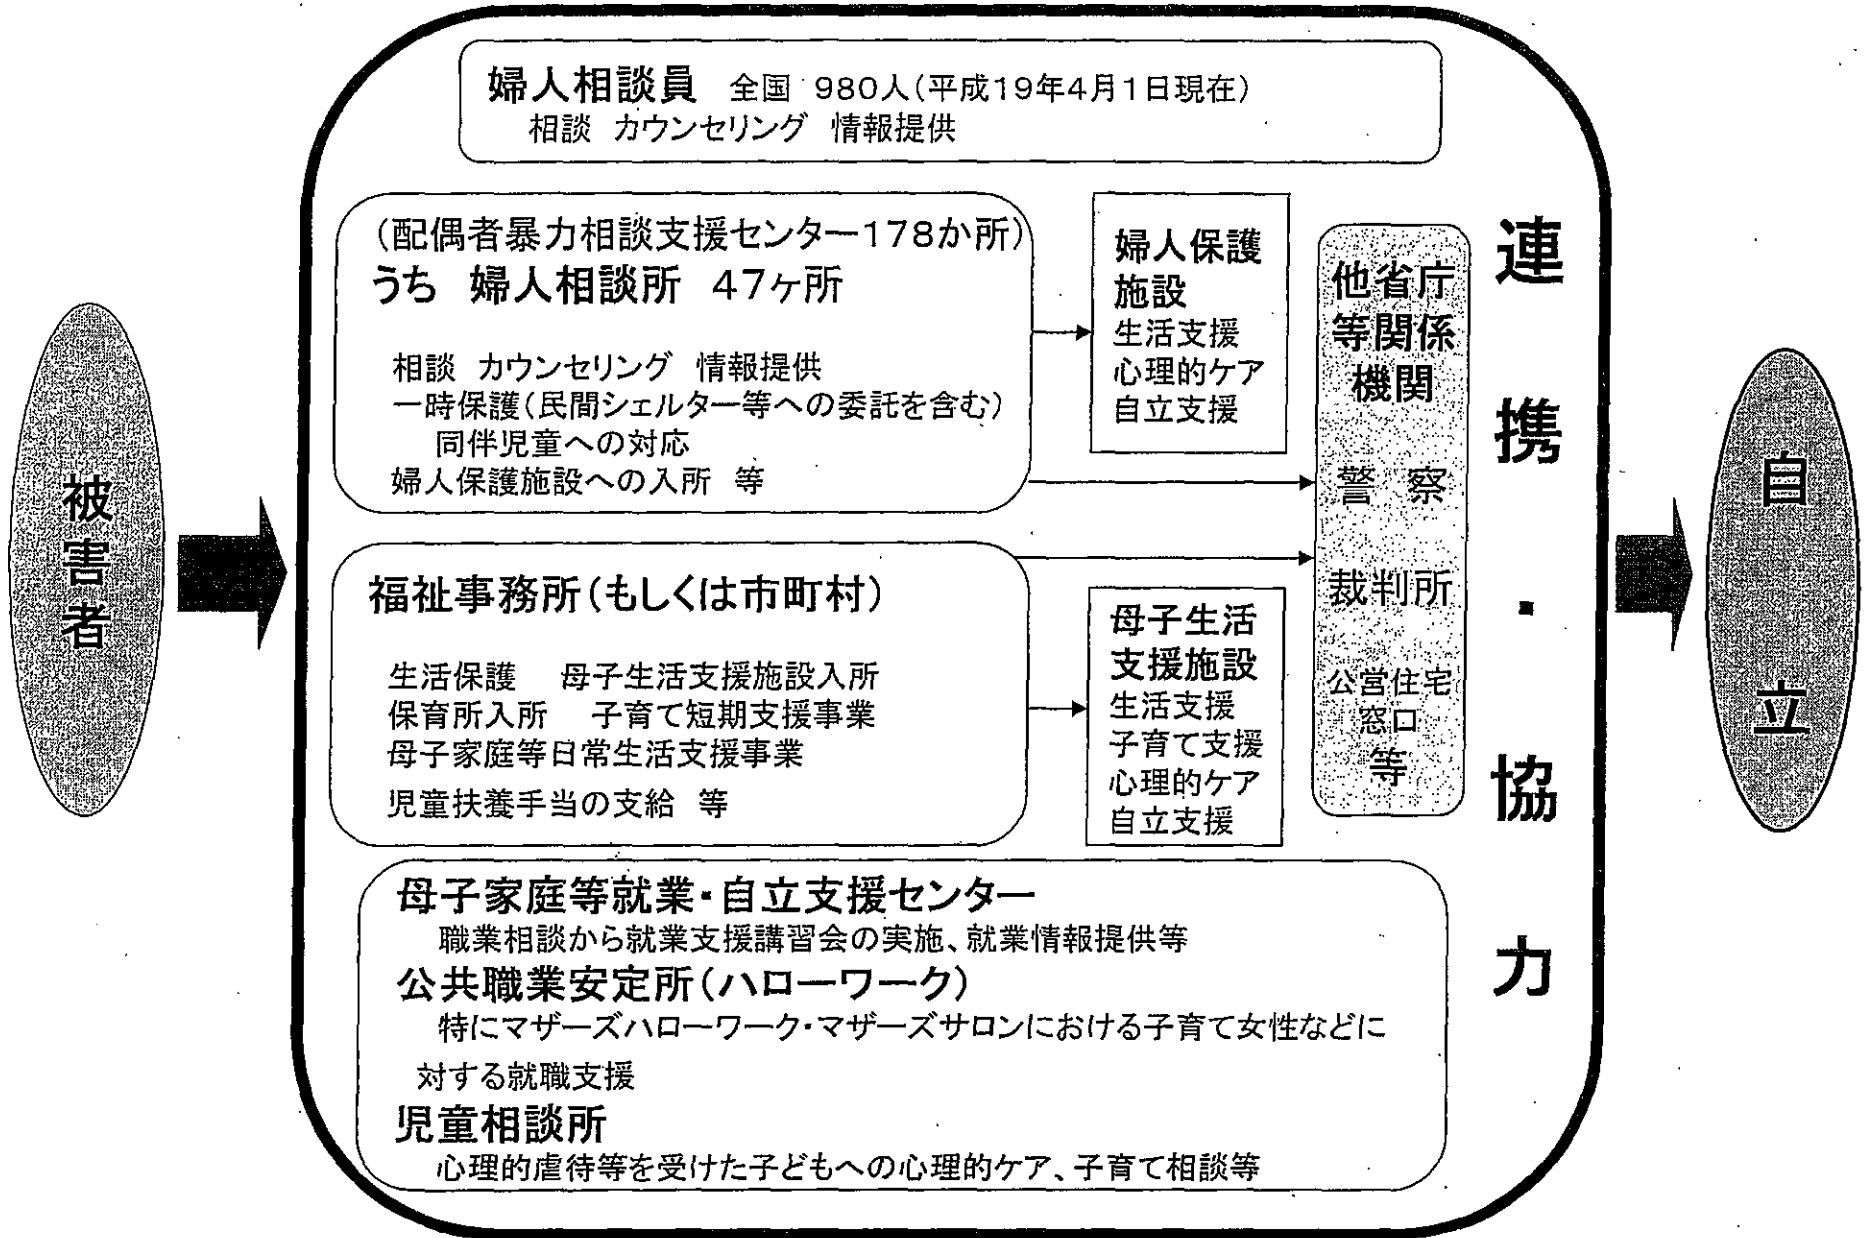 被害者
婦人相談員 全国 980人(平成19年4月1日現在)
相談 カウンセリング 情報提供
(配偶者暴力相談支援センター178か所)
うち 婦人相談所 47ヶ所
相談 カウンセリング 情報提供
一時保護(民間シェルター等への委託を含む)
同伴児童への対応
婦人保護施設への入所 等
婦人保護
施設
生活支援
心理的ケア
自立支援
福祉事務所(もしくは市町村)
生活保護 母子生活支援施設入所
保育所入所 子育て短期支援事業
母子家庭等日常生活支援事業
児童扶養手当の支給 等
母子生活
支援施設
生活支援
子育て支援
心理的ケア
自立支援
他省庁
等関係
機関
警察
裁判所
公営住宅
窓口
等
母子家庭等就業・自立支援センター
職業相談から就業支援講習会の実施、就業情報提供等
公共職業安定所(ハローワーク)
特にマザーズハローワーク・マザーズサロンにおける子育て女性などに
対する就職支援
児童相談所
心理的虐待等を受けた子どもへの心理的ケア、子育て相談等
連携・協力
自立